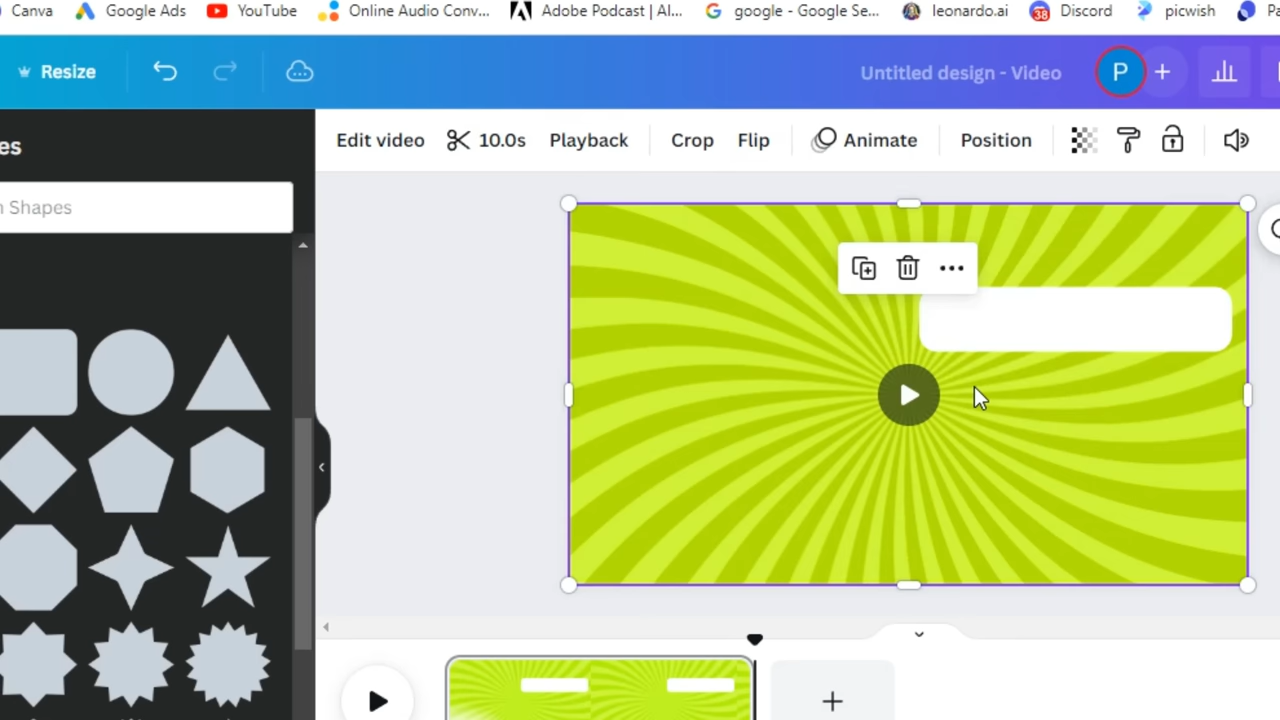 Canva Google Ads YouTube Online Audio Conv... Adobe Podcast | AI... google - Google Se... leonardo.ai 38 Discord picwish
Resize Untitled design - Video P
Edit video 10.0s Playback Crop Flip Animate Position
Shapes